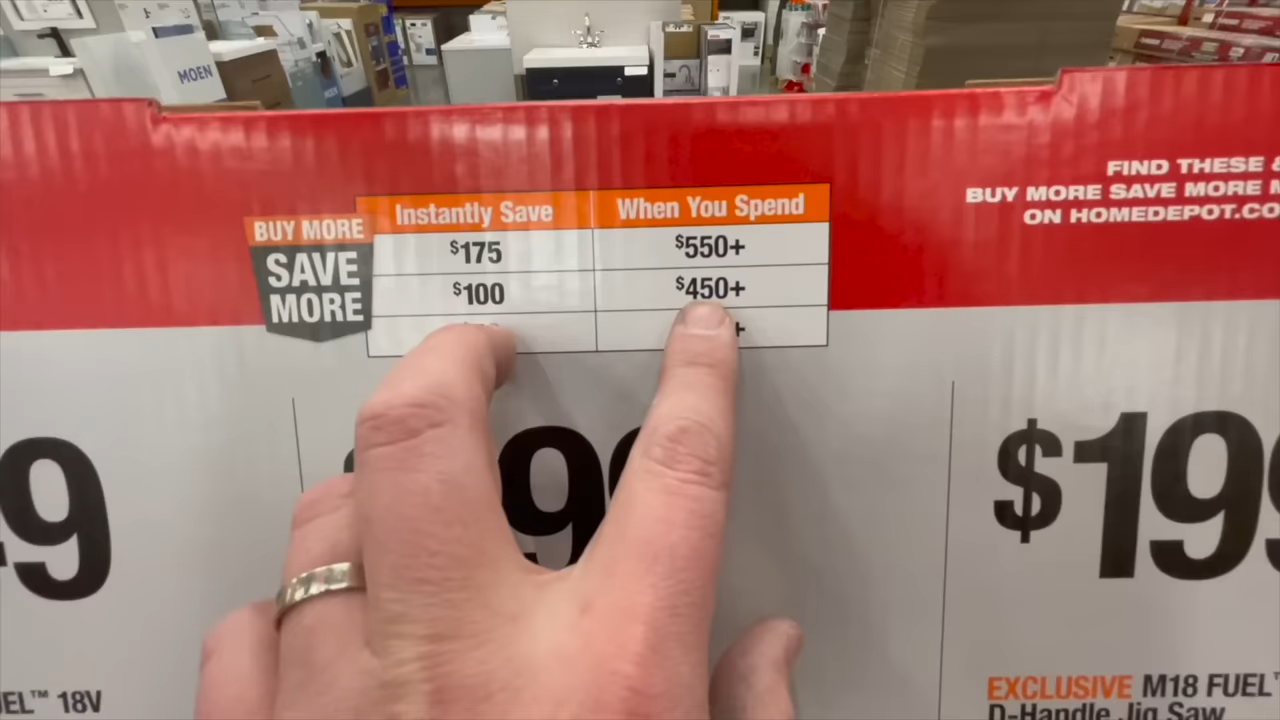 MOEN
FIND THESE &
BUY MORE SAVE MORE
ON HOMEDEPOT.CO
BUY MORE
SAVE
MORE
Instantly Save When You Spend
$175 $550+
$100 $450+
+
9
99
$199
EL™ 18V
EXCLUSIVE M18 FUEL™
D-Handle Jig Saw